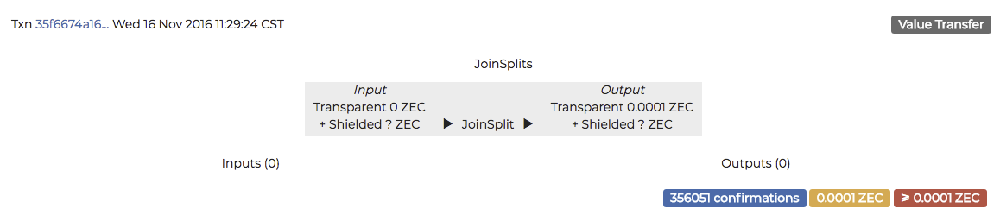 Txn 35f6674a16... Wed 16 Nov 2016 11:29:24 CST
Value Transfer
JoinSplits
Input
Output
Transparent 0 ZEC
Transparent 0.0001 ZEC
+ Shielded ? ZEC
▶ JoinSplit ▶
+ Shielded ? ZEC
Inputs (0)
Outputs (0)
356051 confirmations
0.0001 ZEC
⩾ 0.0001 ZEC